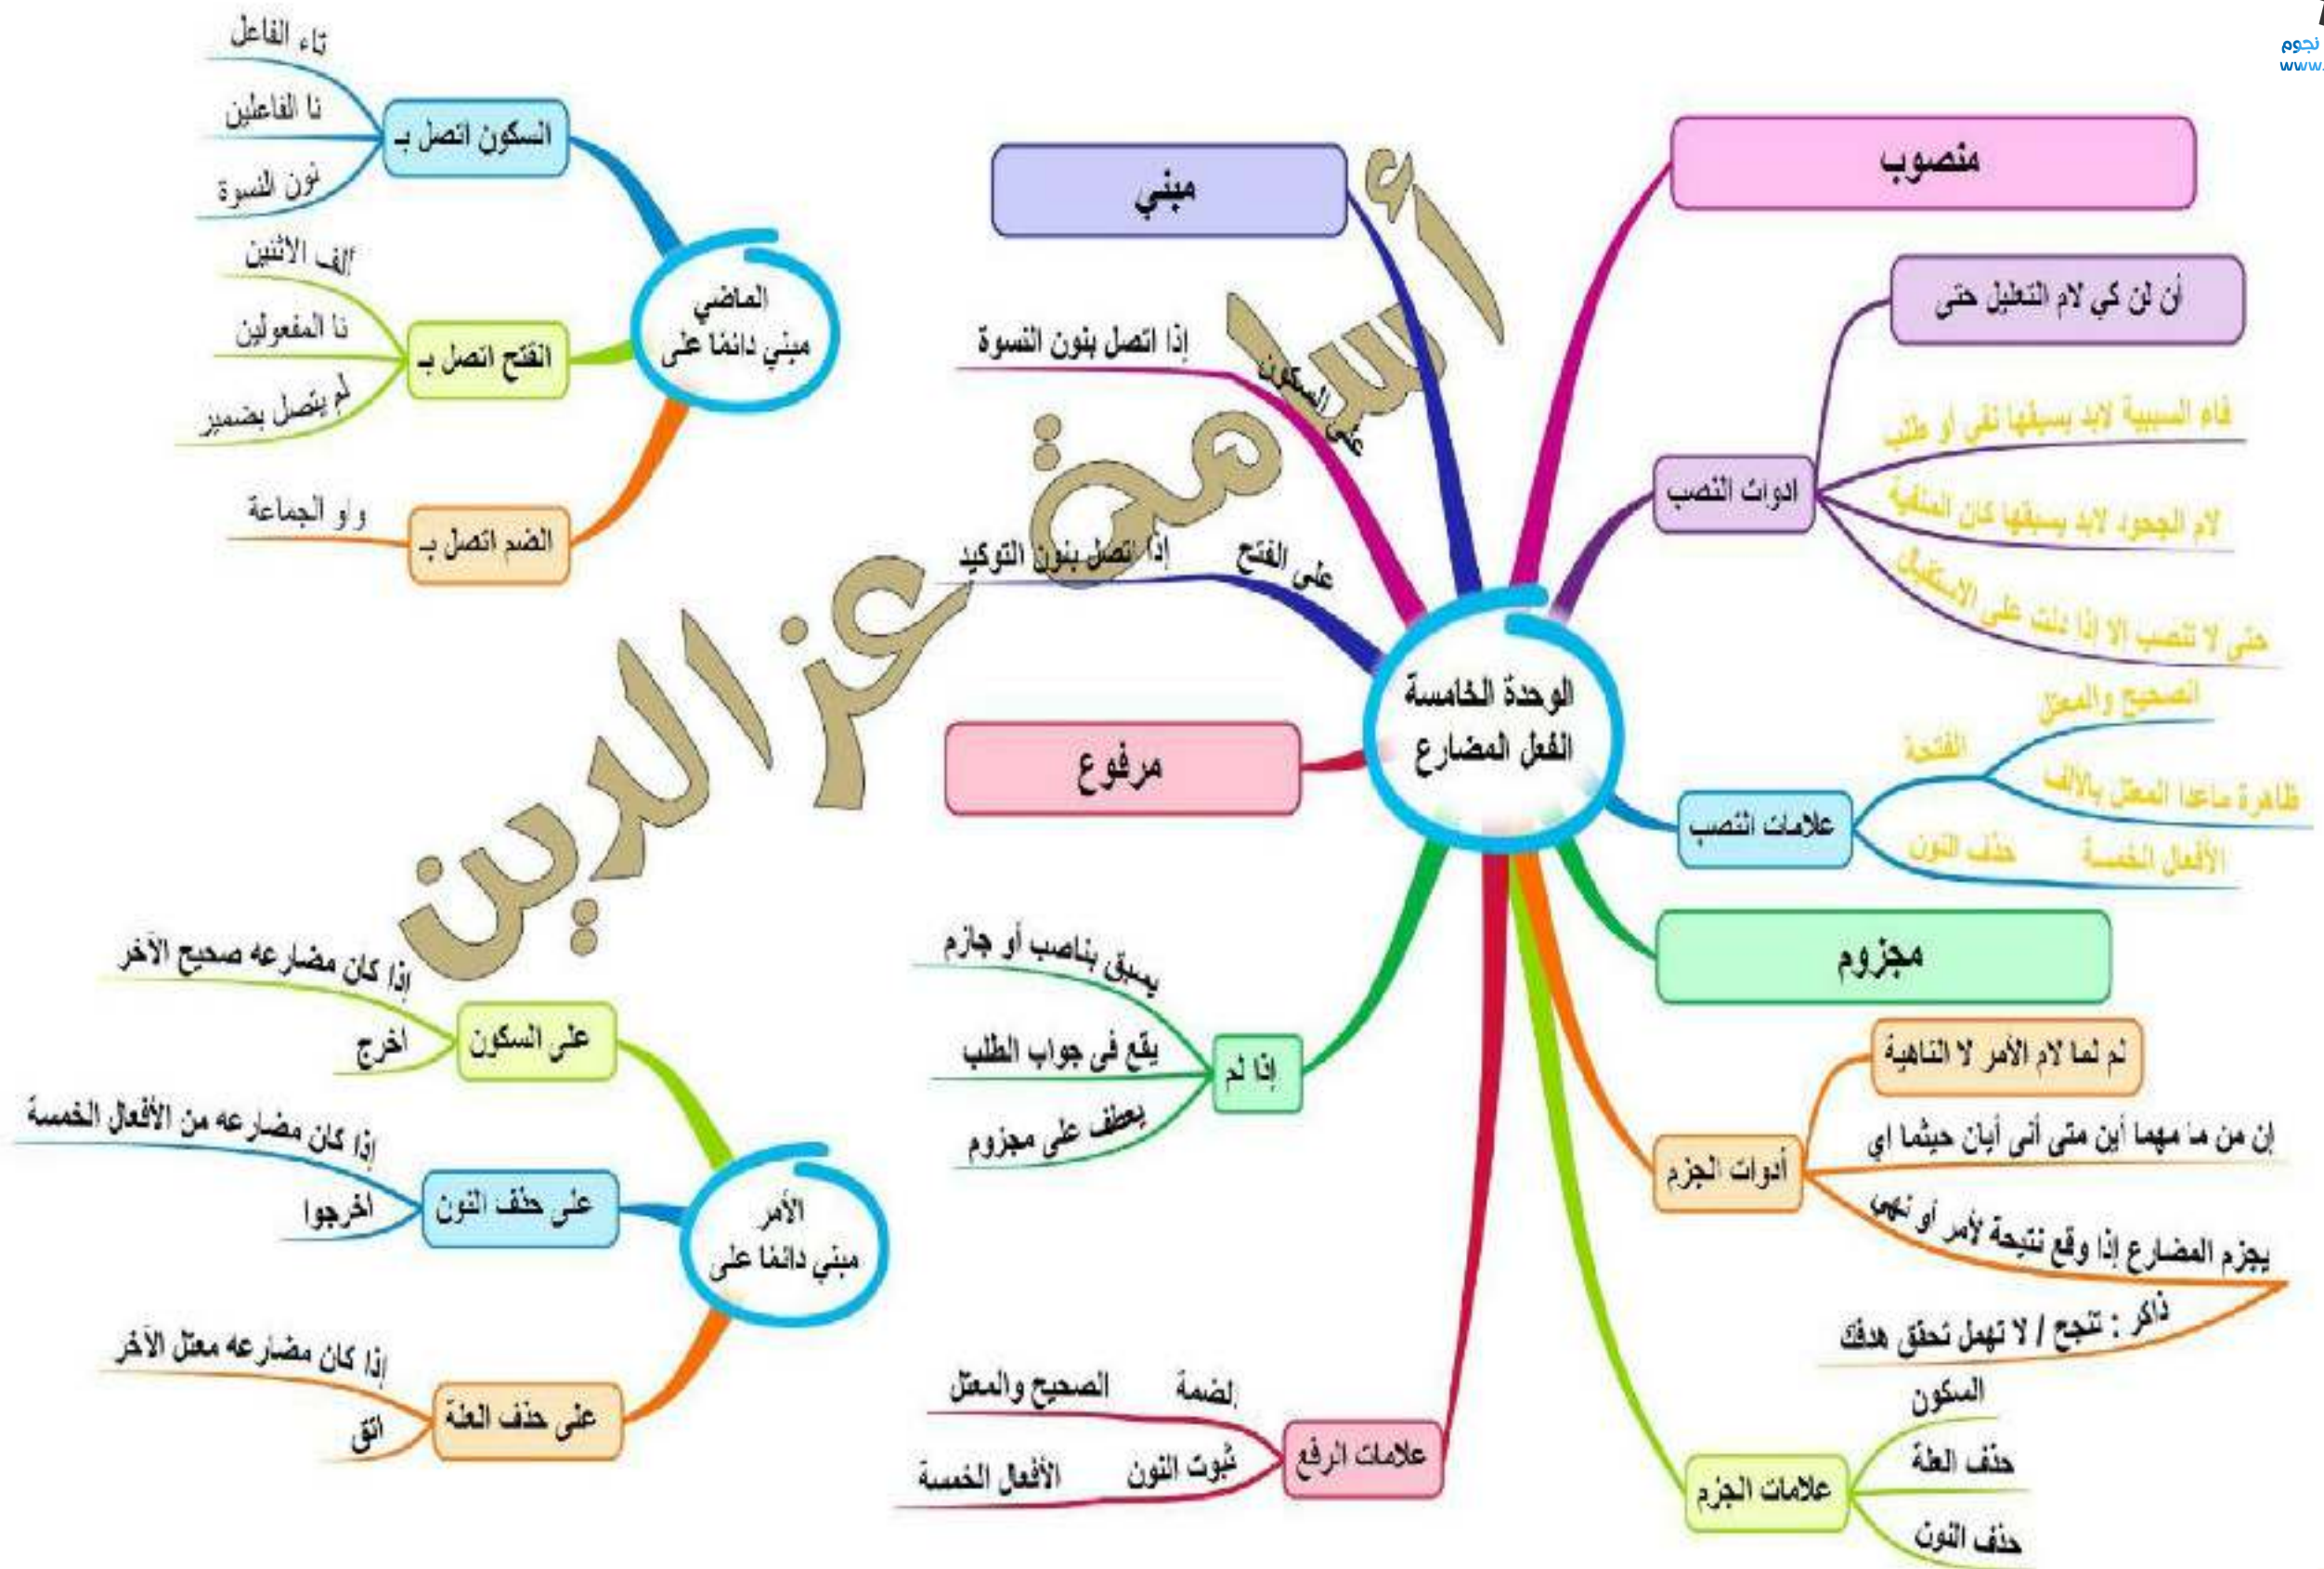 نجوم
www.
منصوب
أن لن كي لام التعليل حتى
ادوات النصب
فاء السببية لابد يسبقها نفي أو طلب
لام الجحود لابد يسبقها كان المنفية
حتى لا تنصب إلا إذا دلت على الاستقبال
علامات النصب
الفتحة
الصحيح والمعتل
ظاهرة ماعدا المعتل بالالف
حذف النون
الأفعال الخمسة
مجزوم
لم لما لام الأمر لا الناهية
أدوات الجزم
إن من ما مهما أين متى أنى أيان حيثما اي
يجزم المضارع إذا وقع نتيجة لأمر أو نهي
ذاكر : تنجح / لا تهمل تحقق هدفك
علامات الجزم
السكون
حذف العلة
حذف النون
الوحدة الخامسة
الفعل المضارع
مبني
على السكون
إذا اتصل بنون النسوة
على الفتح
إذا اتصل بنون التوكيد
مرفوع
إذا لم
يسبق بناصب أو جازم
يقع فى جواب الطلب
يعطف على مجزوم
علامات الرفع
الضمة
الصحيح والمعتل
ثبوت النون
الأفعال الخمسة
أسامة عز الدين
الماضي
مبني دائمًا على
السكون اتصل بـ
تاء الفاعل
نا الفاعلين
نون النسوة
الفتح اتصل بـ
ألف الاثنين
نا المفعولين
لم يتصل بضمير
الضم اتصل بـ
واو الجماعة
الأمر
مبني دائمًا على
على السكون
إذا كان مضارعه صحيح الآخر
اخرج
على حذف النون
إذا كان مضارعه من الأفعال الخمسة
اخرجوا
على حذف العلة
إذا كان مضارعه معتل الآخر
اتق